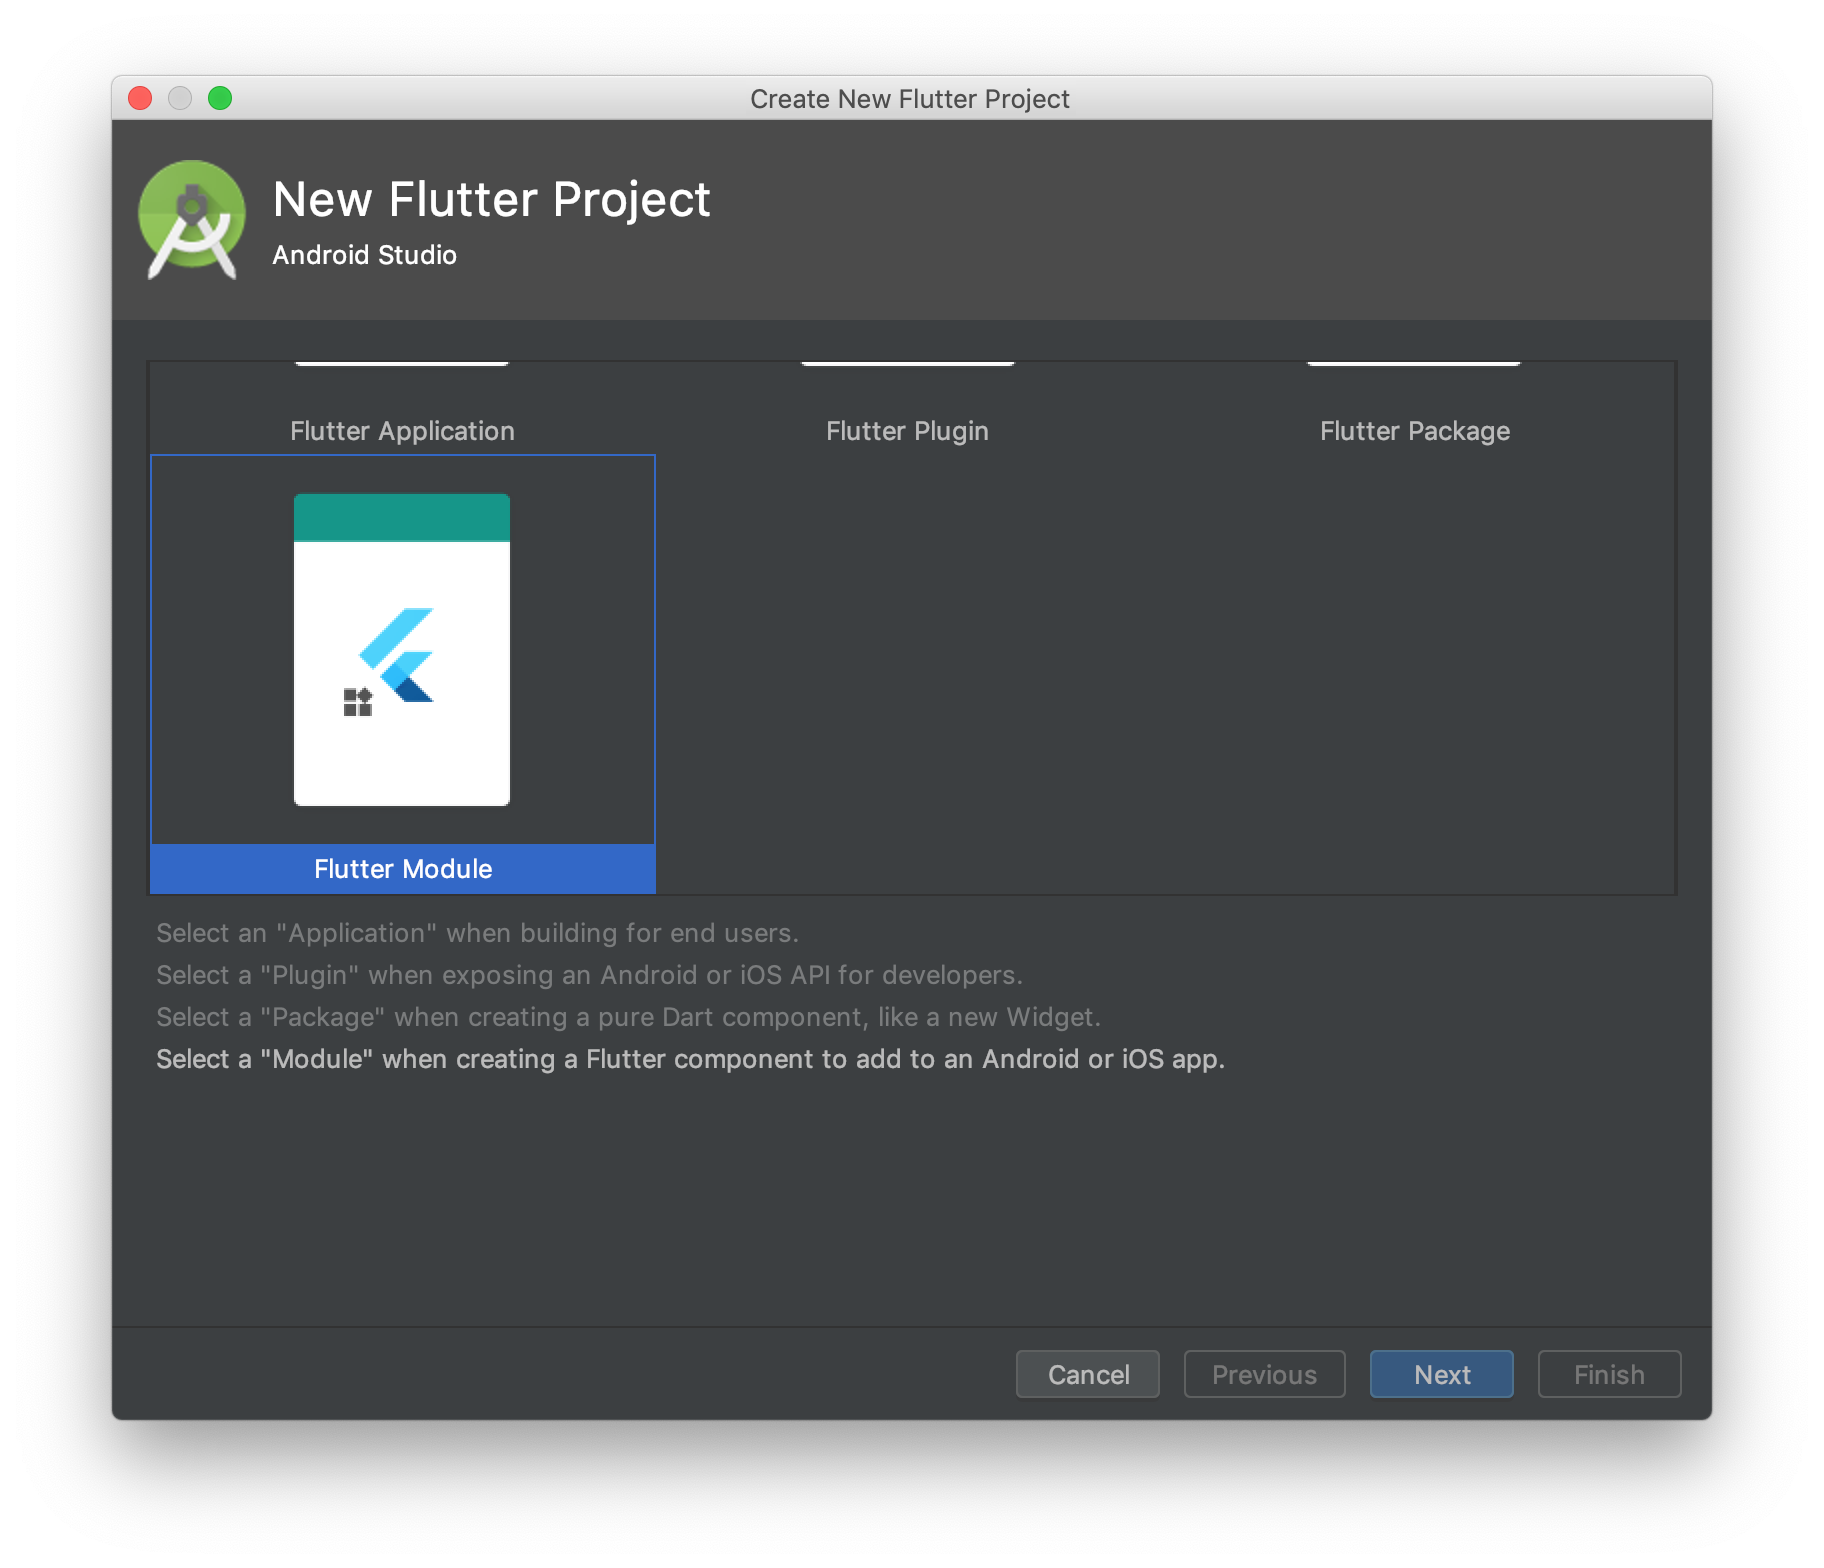 Create New Flutter Project
New Flutter Project
Android Studio
Flutter Application
Flutter Plugin
Flutter Package
Flutter Module
Select an "Application" when building for end users.
Select a "Plugin" when exposing an Android or iOS API for developers.
Select a "Package" when creating a pure Dart component, like a new Widget.
Select a "Module" when creating a Flutter component to add to an Android or iOS app.
Cancel
Previous
Next
Finish